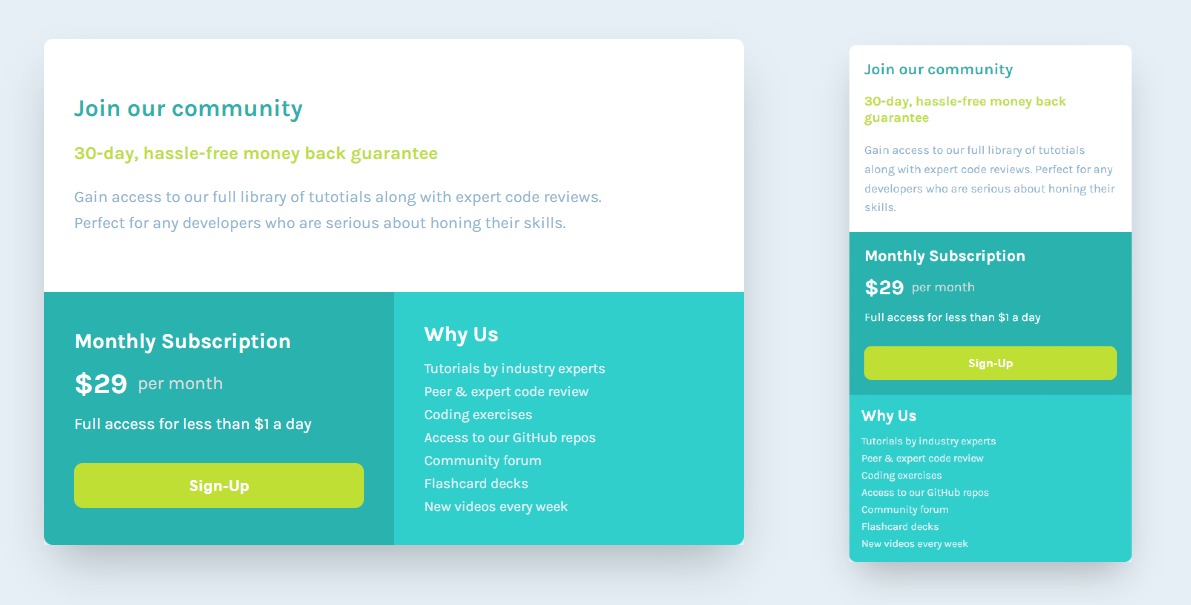 Join our community
30-day, hassle-free money back guarantee
Gain access to our full library of tutotials along with expert code reviews.
Perfect for any developers who are serious about honing their skills.
Monthly Subscription
$29 per month
Full access for less than $1 a day
Sign-Up
Why Us
Tutorials by industry experts
Peer & expert code review
Coding exercises
Access to our GitHub repos
Community forum
Flashcard decks
New videos every week
Join our community
30-day, hassle-free money back
guarantee
Gain access to our full library of tutotials
along with expert code reviews. Perfect for any
developers who are serious about honing their
skills.
Monthly Subscription
$29 per month
Full access for less than $1 a day
Sign-Up
Why Us
Tutorials by industry experts
Peer & expert code review
Coding exercises
Access to our GitHub repos
Community forum
Flashcard decks
New videos every week